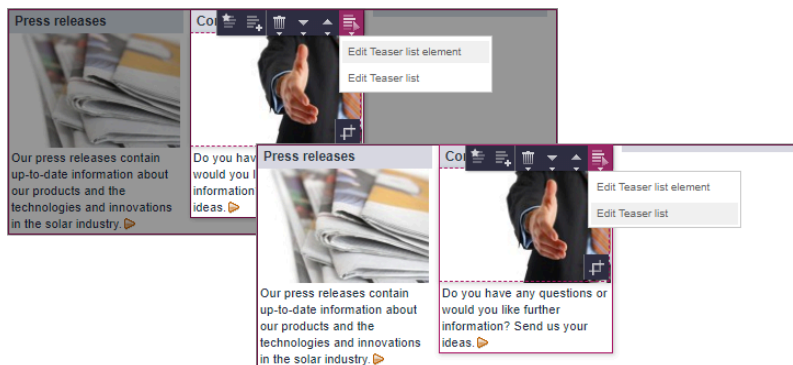 Press releases
Co
Edit Teaser list element
Edit Teaser list
Our press releases contain
up-to-date information about
our products and the
technologies and innovations
in the solar industry.
Do you hav
would you l
information
ideas.
Press releases
Co
Edit Teaser list element
Edit Teaser list
Our press releases contain
up-to-date information about
our products and the
technologies and innovations
in the solar industry.
Do you have any questions or
would you like further
information? Send us your
ideas.